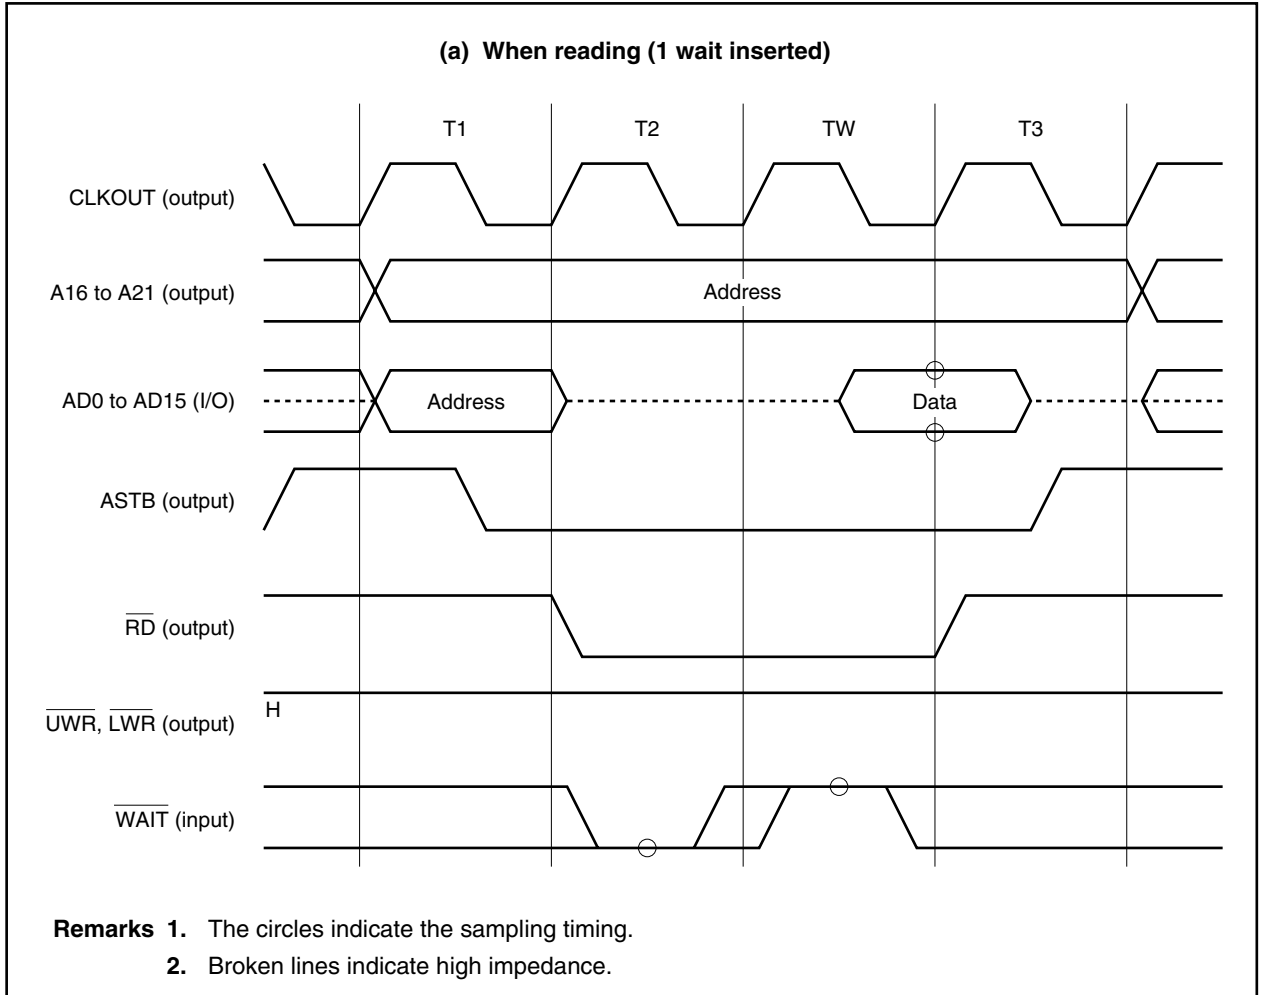 (a) When reading (1 wait inserted)
T1 T2 TW T3
CLKOUT (output)
A16 to A21 (output)
Address
AD0 to AD15 (I/O)
Address
Data
ASTB (output)
RD (output)
H
UWR, LWR (output)
WAIT (input)
Remarks 1. The circles indicate the sampling timing.
2. Broken lines indicate high impedance.